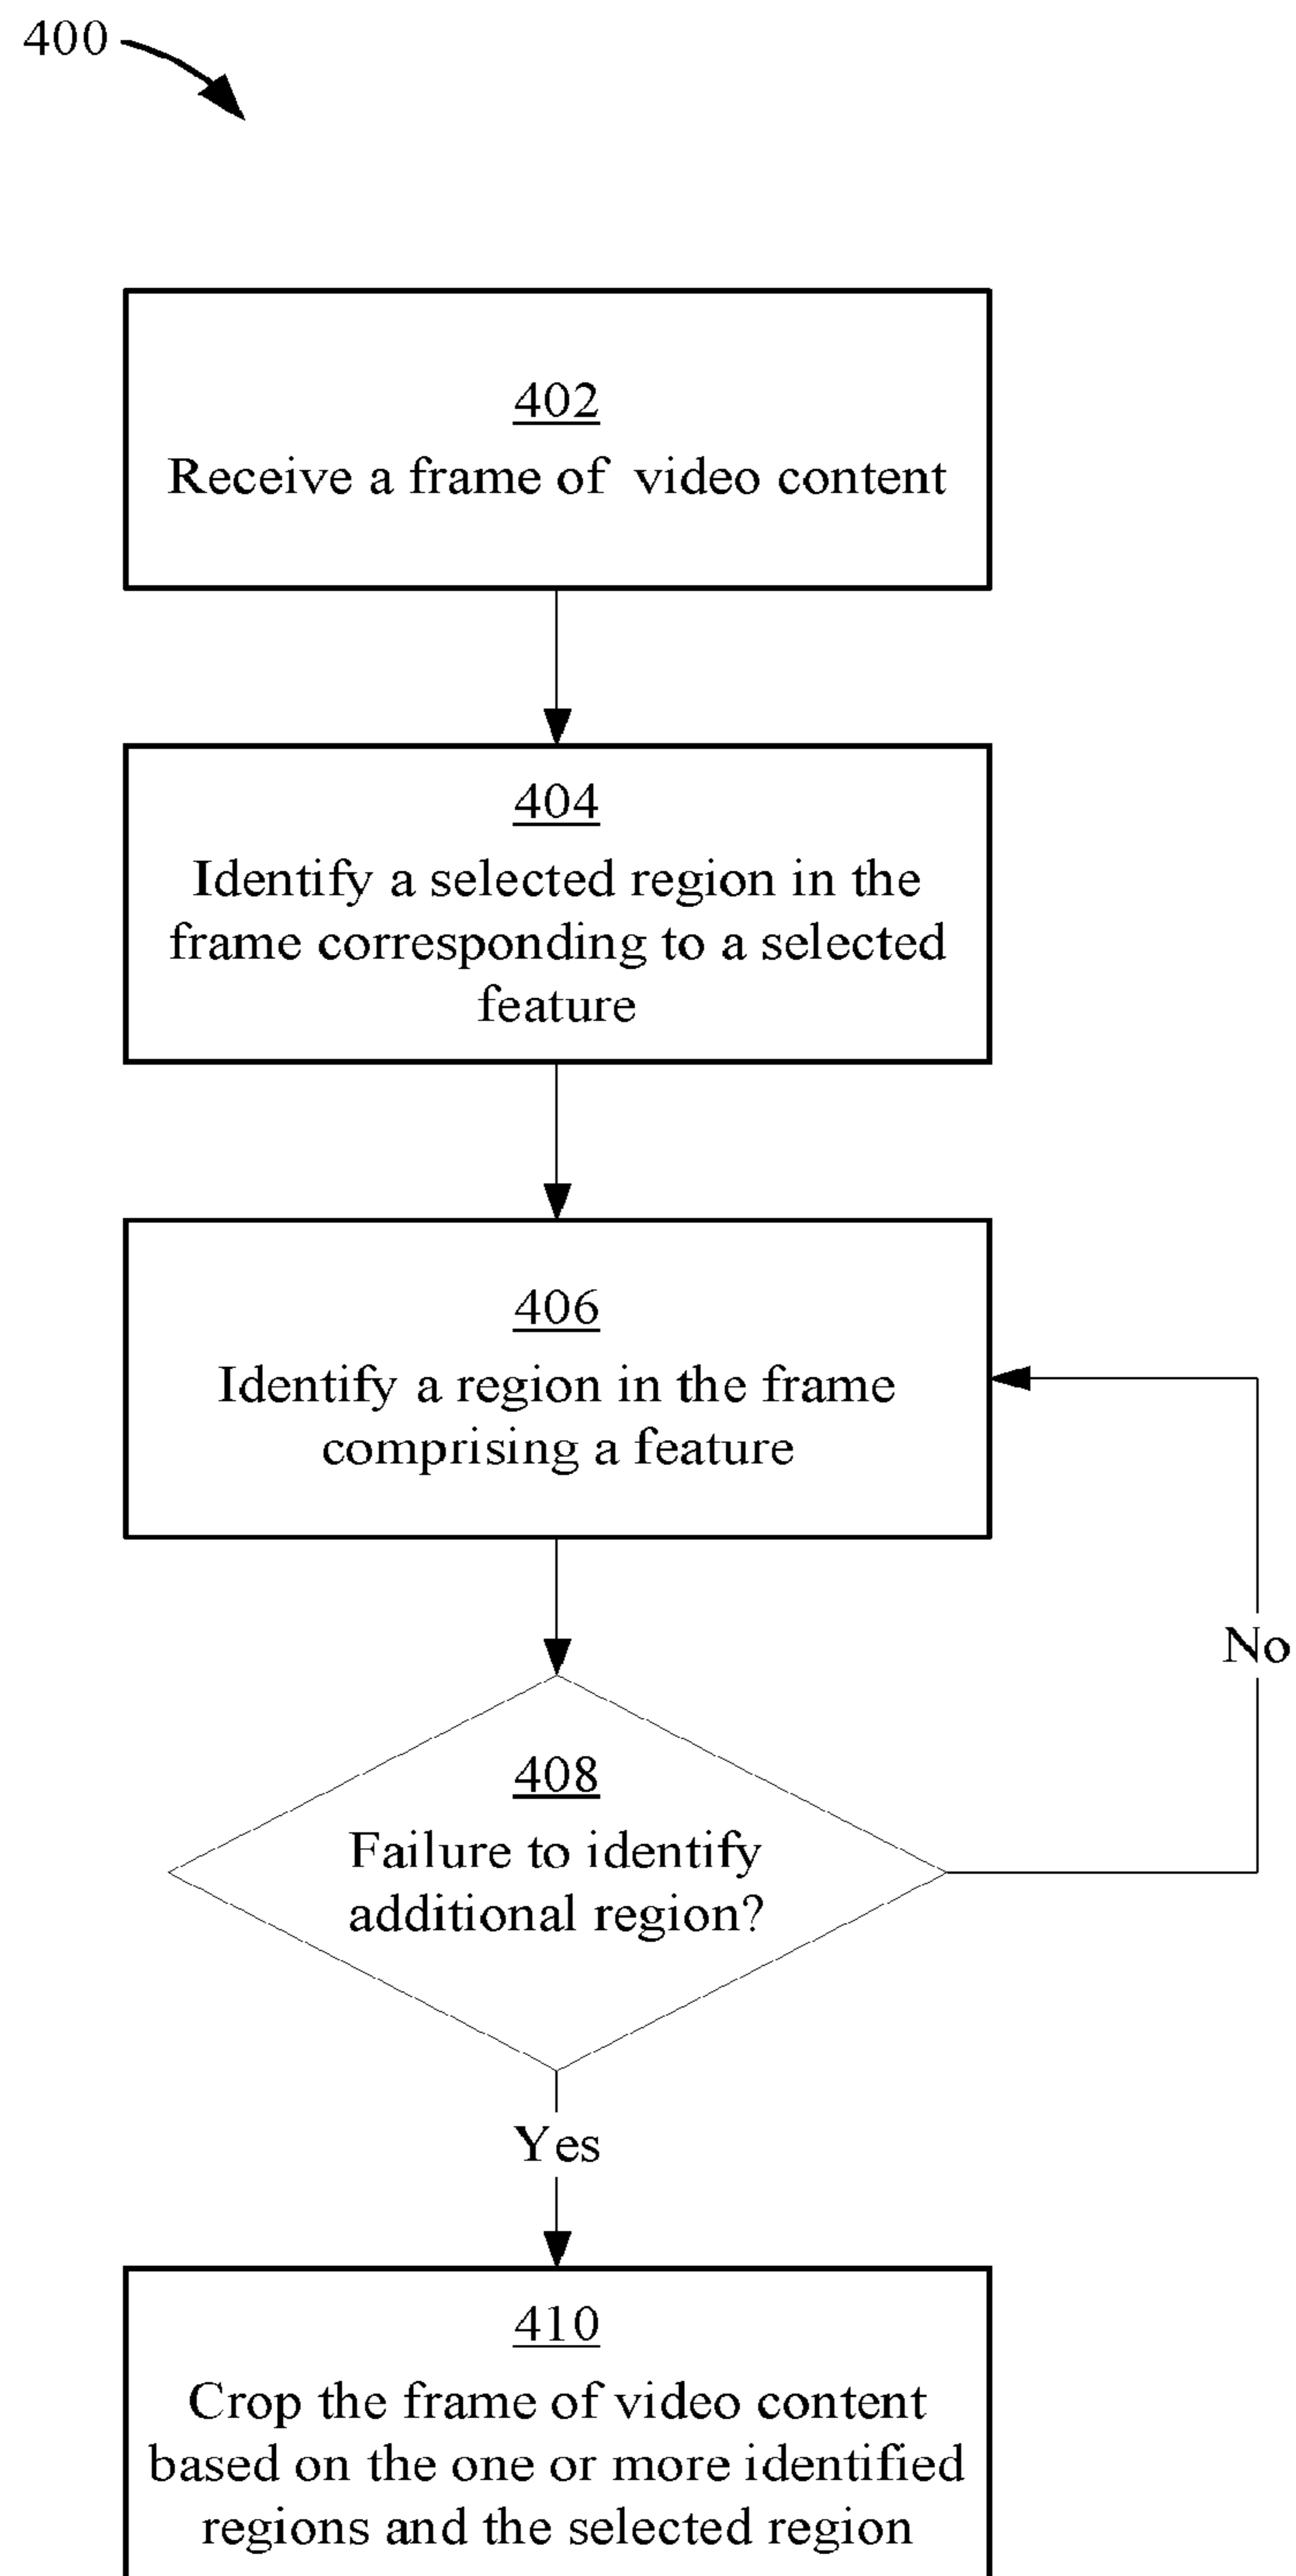 400
402
Receive a frame of video content
404
Identify a selected region in the
frame corresponding to a selected
feature
406
Identify a region in the frame
comprising a feature
No
408
Failure to identify
additional region?
Yes
410
Crop the frame of video content
based on the one or more identified
regions and the selected region